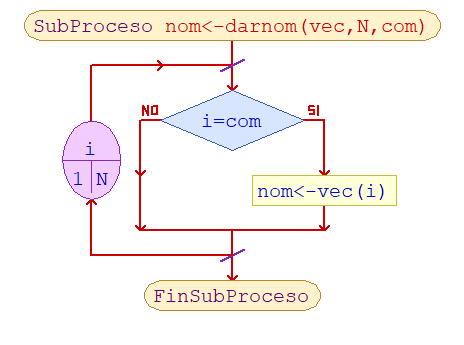 SubProceso nom<-darnom(vec,N,com)
NO
SI
i=com
i
1
N
nom<-vec(i)
FinSubProceso